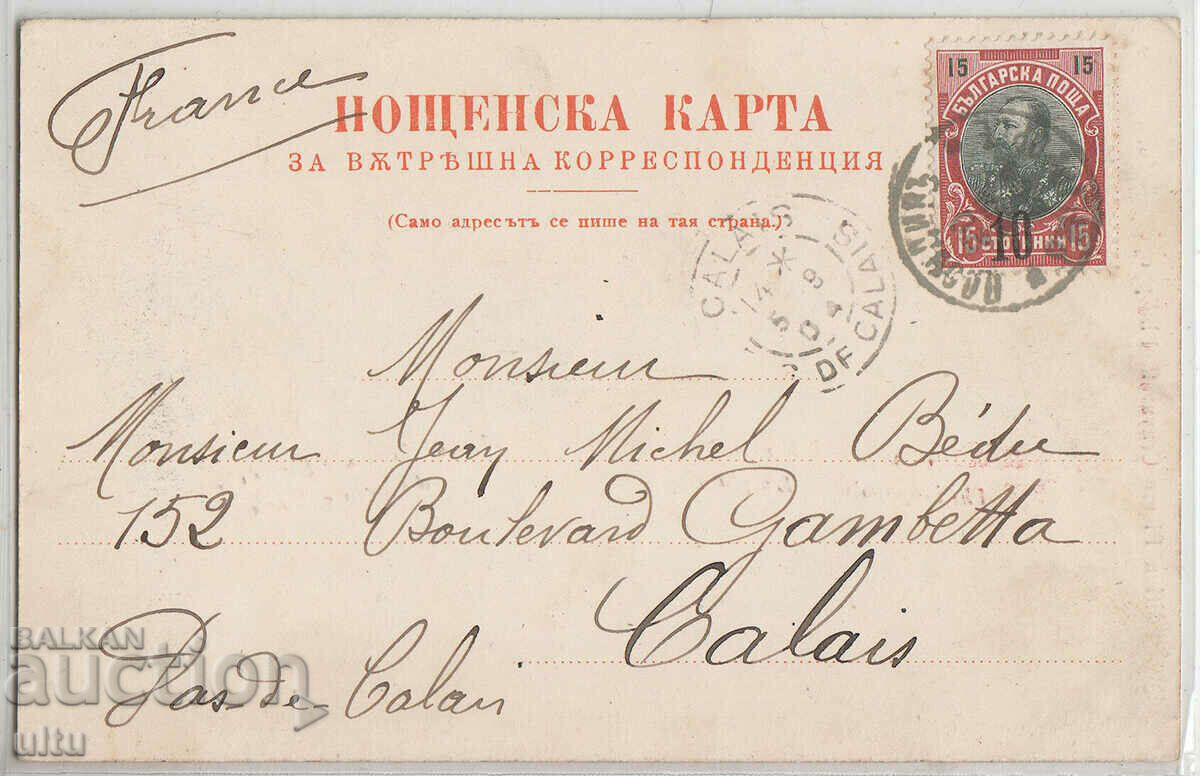 France
ПОЩЕНСКА КАРТА
ЗА ВѪТРѢШНА КОРРЕСПОНДЕНЦИЯ
(Само адресътъ се пише на тая страна.)
15 15
БЪЛГАРСКА ПОЩА
15 СТОТИНКИ 15
10
CALAIS
PAS DE CALAIS
Monsieur
Monsieur Jean Michel Bédu
152 Boulevard Gambetta
Calais
Pas-de-Calais
BALKAN
auction
ultu